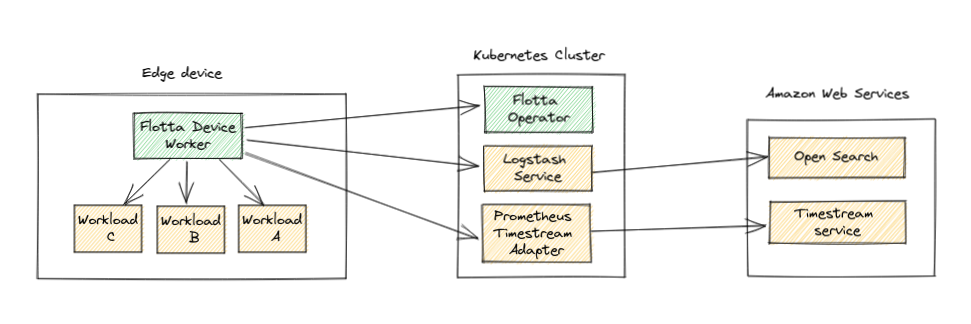 Edge device
Flotta Device
Worker
Workload
C
Workload
B
Workload
A
Kubernetes Cluster
Flotta
Operator
Logstash
Service
Prometheus
Timestream
Adapter
Amazon Web Services
Open Search
Timestream
service